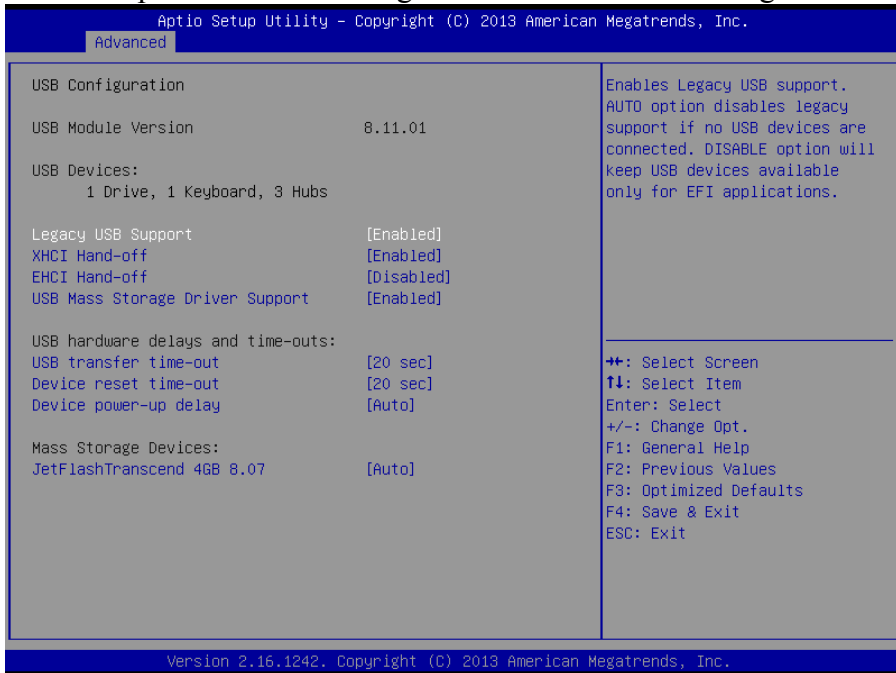 Aptio Setup Utility – Copyright (C) 2013 American Megatrends, Inc.
Advanced
USB Configuration
USB Module Version 8.11.01
USB Devices:
1 Drive, 1 Keyboard, 3 Hubs
Legacy USB Support [Enabled]
XHCI Hand-off [Enabled]
EHCI Hand-off [Disabled]
USB Mass Storage Driver Support [Enabled]
USB hardware delays and time-outs:
USB transfer time-out [20 sec]
Device reset time-out [20 sec]
Device power-up delay [Auto]
Mass Storage Devices:
JetFlashTranscend 4GB 8.07 [Auto]
Enables Legacy USB support.
AUTO option disables legacy
support if no USB devices are
connected. DISABLE option will
keep USB devices available
only for EFI applications.
→←: Select Screen
↑↓: Select Item
Enter: Select
+/-: Change Opt.
F1: General Help
F2: Previous Values
F3: Optimized Defaults
F4: Save & Exit
ESC: Exit
Version 2.16.1242. Copyright (C) 2013 American Megatrends, Inc.